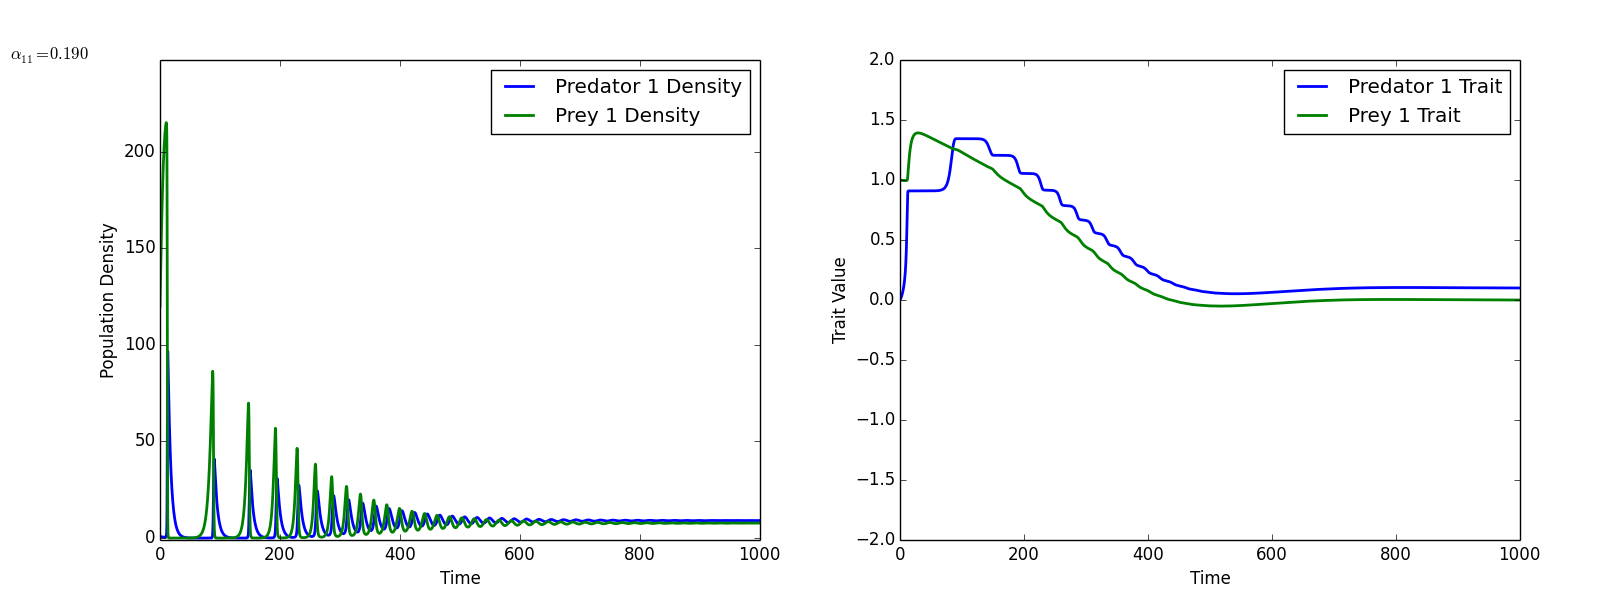 α₁₁=0.190
Predator 1 Density
Prey 1 Density
200
150
100
50
0
Population Density
0 200 400 600 800 1000
Time
Predator 1 Trait
Prey 1 Trait
2.0
1.5
1.0
0.5
0.0
−0.5
−1.0
−1.5
−2.0
Trait Value
0 200 400 600 800 1000
Time